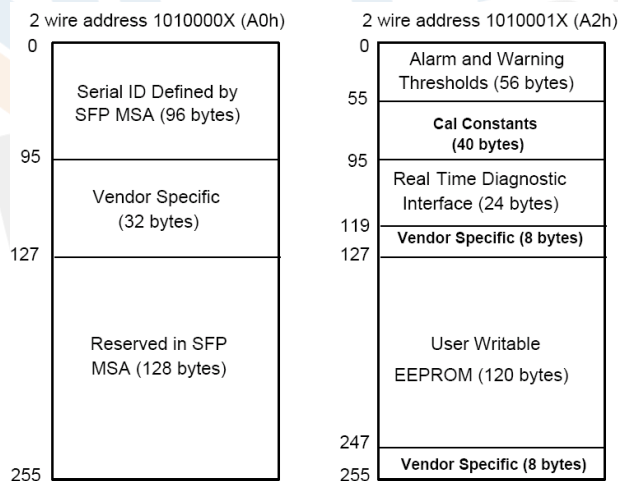 2 wire address 1010000X (A0h)
0
Serial ID Defined by
SFP MSA (96 bytes)
95
Vendor Specific
(32 bytes)
127
Reserved in SFP
MSA (128 bytes)
255
2 wire address 1010001X (A2h)
0
Alarm and Warning
Thresholds (56 bytes)
55
Cal Constants
(40 bytes)
95
Real Time Diagnostic
Interface (24 bytes)
119
Vendor Specific (8 bytes)
127
User Writable
EEPROM (120 bytes)
247
Vendor Specific (8 bytes)
255